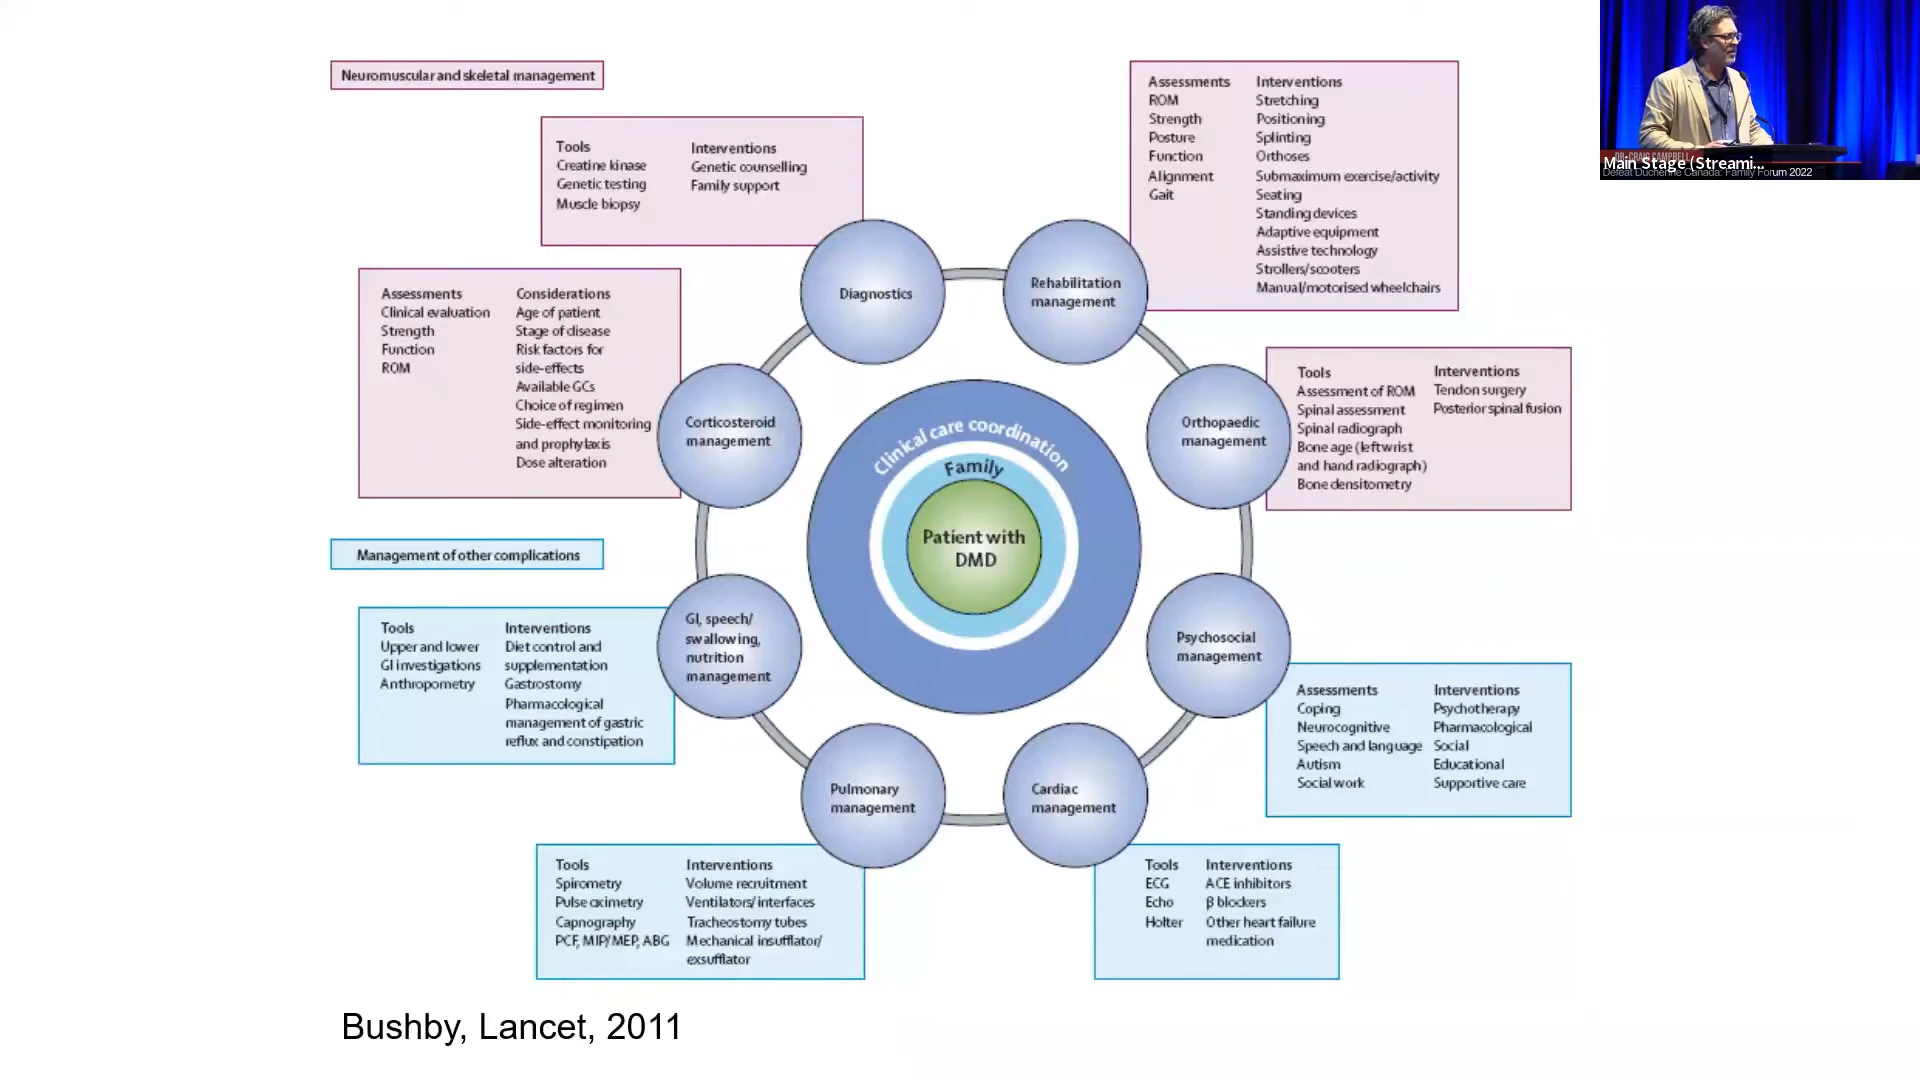 Neuromuscular and skeletal management
Tools
Creatine kinase
Genetic testing
Muscle biopsy
Interventions
Genetic counselling
Family support
Assessments
ROM
Strength
Posture
Function
Alignment
Gait
Interventions
Stretching
Positioning
Splinting
Orthoses
Submaximum exercise/activity
Seating
Standing devices
Adaptive equipment
Assistive technology
Strollers/scooters
Manual/motorised wheelchairs
Diagnostics
Rehabilitation
management
Assessments
Clinical evaluation
Strength
Function
ROM
Considerations
Age of patient
Stage of disease
Risk factors for
side-effects
Available GCs
Choice of regimen
Side-effect monitoring
and prophylaxis
Dose alteration
Corticosteroid
management
Orthopaedic
management
Tools
Assessment of ROM
Spinal assessment
Spinal radiograph
Bone age (left wrist
and hand radiograph)
Bone densitometry
Interventions
Tendon surgery
Posterior spinal fusion
Clinical care coordination
Family
Patient with
DMD
Management of other complications
Tools
Upper and lower
GI investigations
Anthropometry
Interventions
Diet control and
supplementation
Gastrostomy
Pharmacological
management of gastric
reflux and constipation
GI, speech/
swallowing,
nutrition
management
Psychosocial
management
Assessments
Coping
Neurocognitive
Speech and language
Autism
Social work
Interventions
Psychotherapy
Pharmacological
Social
Educational
Supportive care
Pulmonary
management
Cardiac
management
Tools
Spirometry
Pulse oximetry
Capnography
PCF, MIP/MEP, ABG
Interventions
Volume recruitment
Ventilators/interfaces
Tracheostomy tubes
Mechanical insufflator/
exsufflator
Tools
ECG
Echo
Holter
Interventions
ACE inhibitors
β blockers
Other heart failure
medication
Bushby, Lancet, 2011
DR. CRAIG CAMPBELL
Main Stage (Streami...
Defeat Duchenne Canada: Family Forum 2022